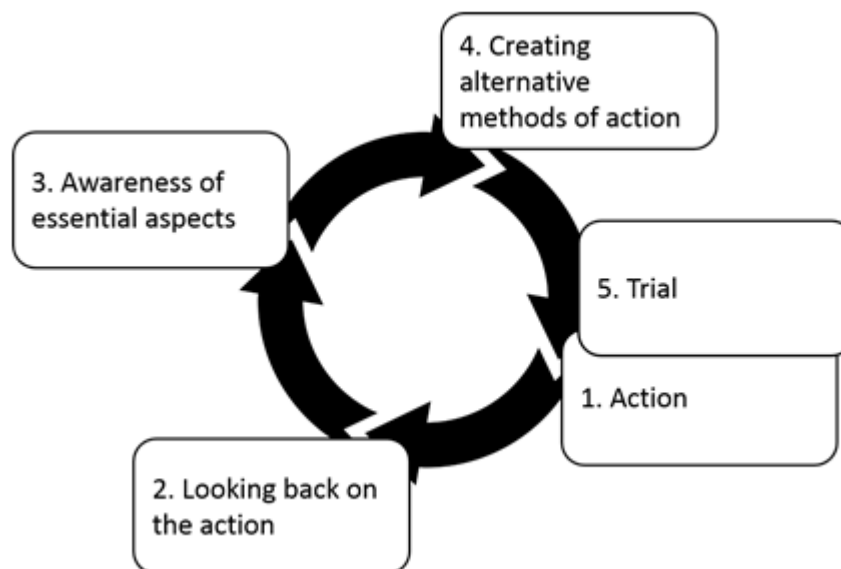 4. Creating
alternative
methods of action
3. Awareness of
essential aspects
5. Trial
1. Action
2. Looking back on
the action